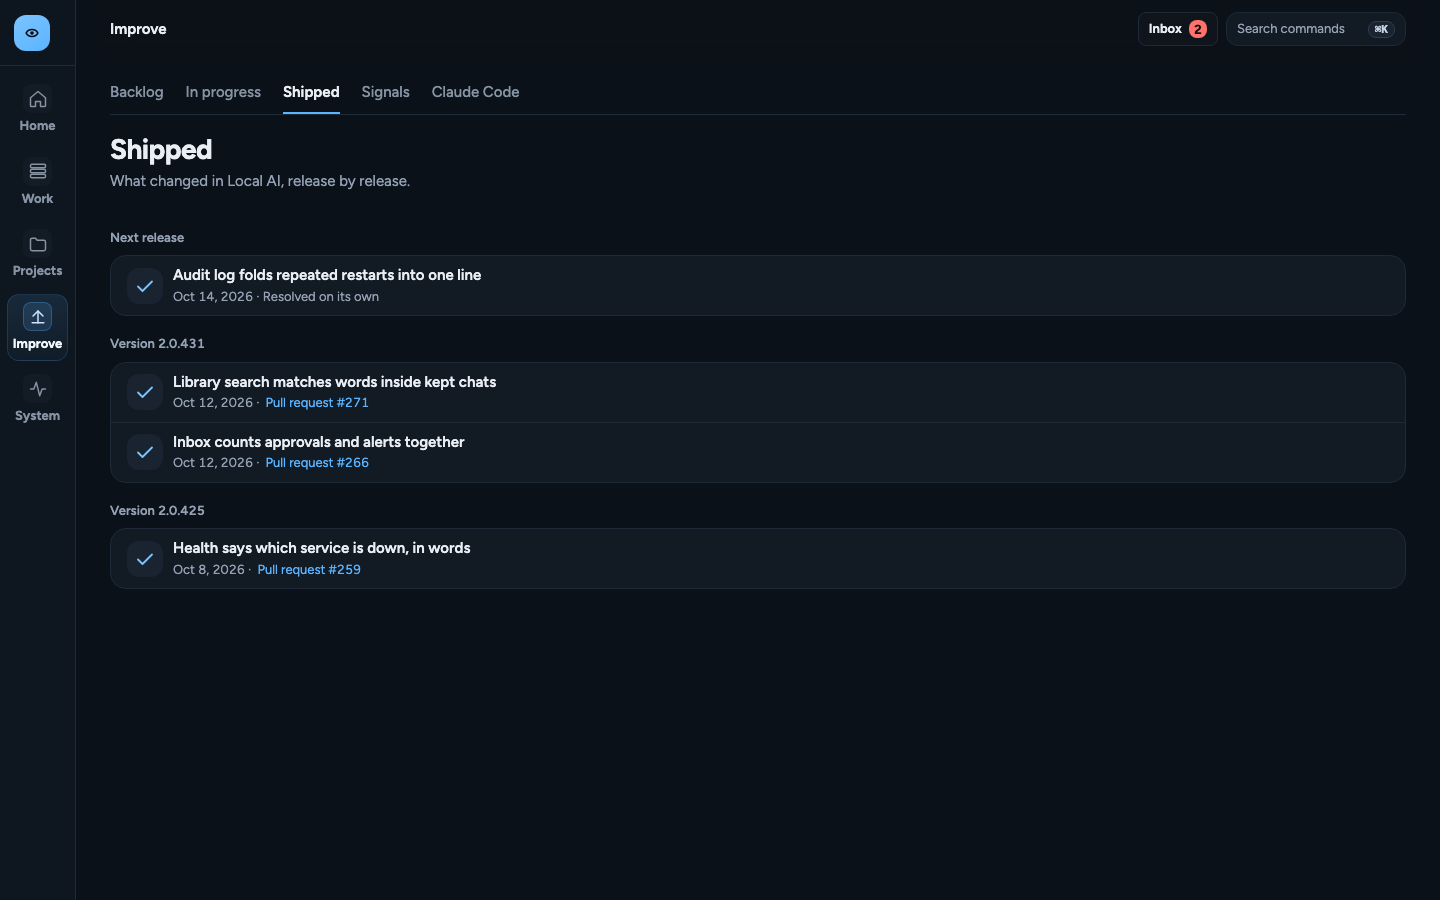 Improve
Inbox 2
Search commands ⌘K
Backlog In progress Shipped Signals Claude Code
Shipped
What changed in Local AI, release by release.
Home
Work
Projects
Improve
System
Next release
Audit log folds repeated restarts into one line
Oct 14, 2026 · Resolved on its own
Version 2.0.431
Library search matches words inside kept chats
Oct 12, 2026 · Pull request #271
Inbox counts approvals and alerts together
Oct 12, 2026 · Pull request #266
Version 2.0.425
Health says which service is down, in words
Oct 8, 2026 · Pull request #259